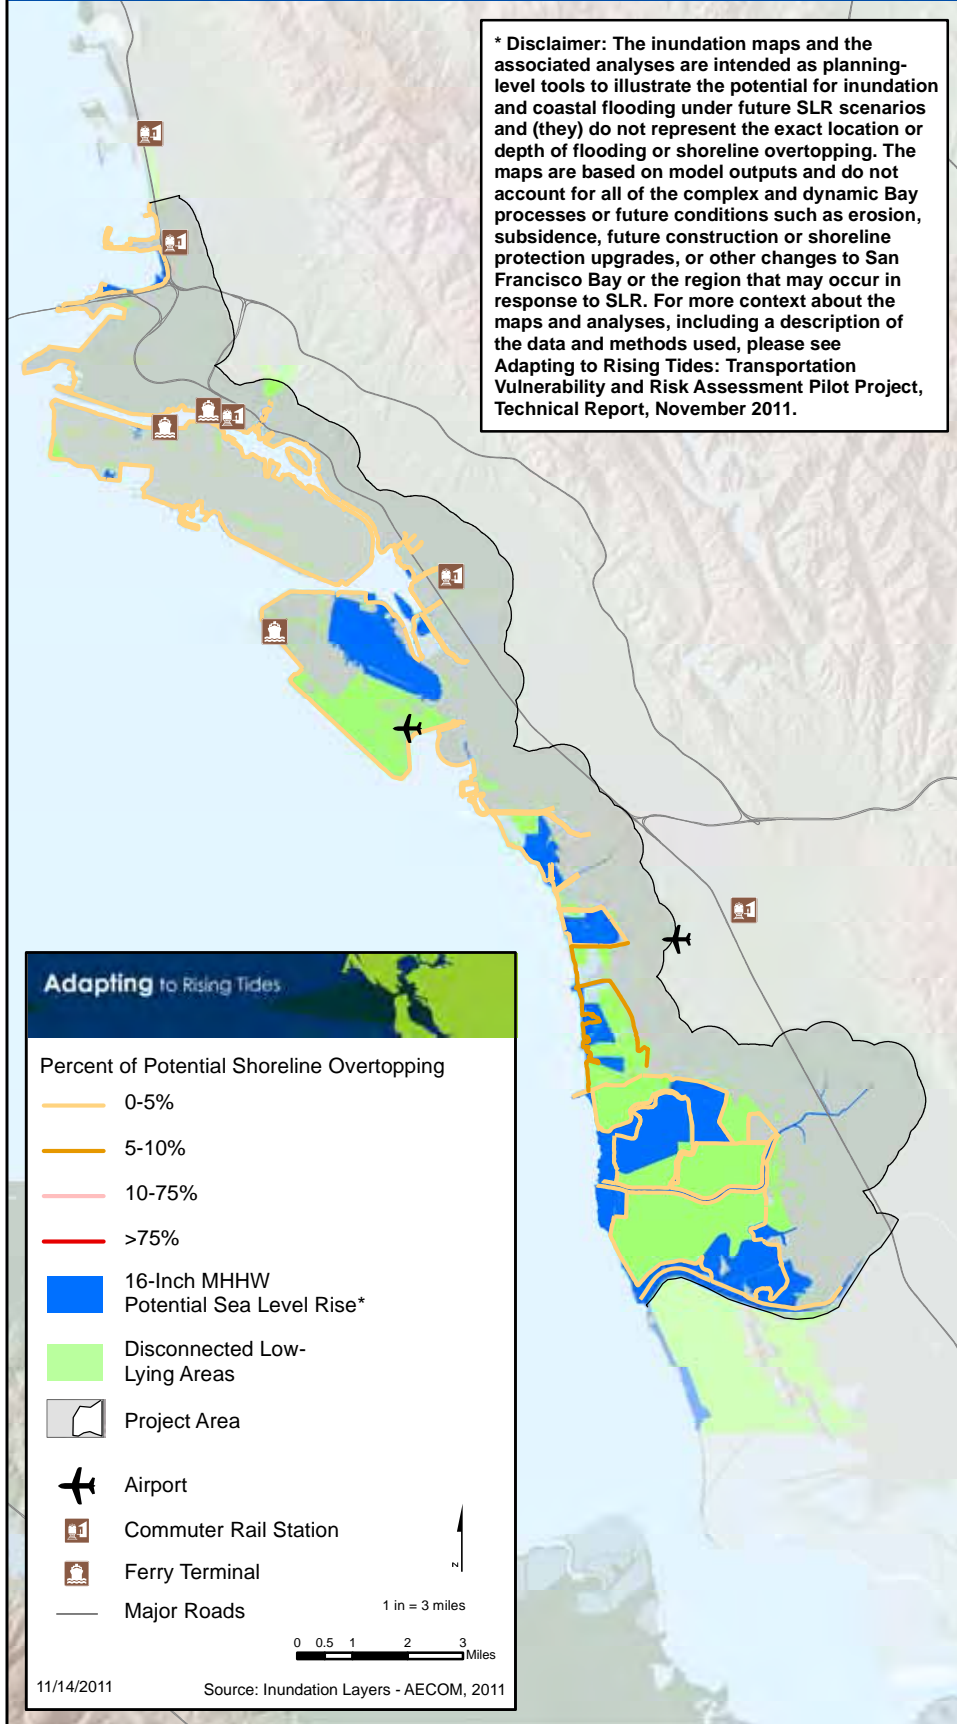 * Disclaimer: The inundation maps and the
associated analyses are intended as planning-
level tools to illustrate the potential for inundation
and coastal flooding under future SLR scenarios
and (they) do not represent the exact location or
depth of flooding or shoreline overtopping. The
maps are based on model outputs and do not
account for all of the complex and dynamic Bay
processes or future conditions such as erosion,
subsidence, future construction or shoreline
protection upgrades, or other changes to San
Francisco Bay or the region that may occur in
response to SLR. For more context about the
maps and analyses, including a description of
the data and methods used, please see
Adapting to Rising Tides: Transportation
Vulnerability and Risk Assessment Pilot Project,
Technical Report, November 2011.
Adapting to Rising Tides
Percent of Potential Shoreline Overtopping
0-5%
5-10%
10-75%
>75%
16-Inch MHHW
Potential Sea Level Rise*
Disconnected Low-
Lying Areas
Project Area
Airport
Commuter Rail Station
Ferry Terminal
Major Roads
N
1 in = 3 miles
0 0.5 1 2 3
Miles
11/14/2011
Source: Inundation Layers - AECOM, 2011